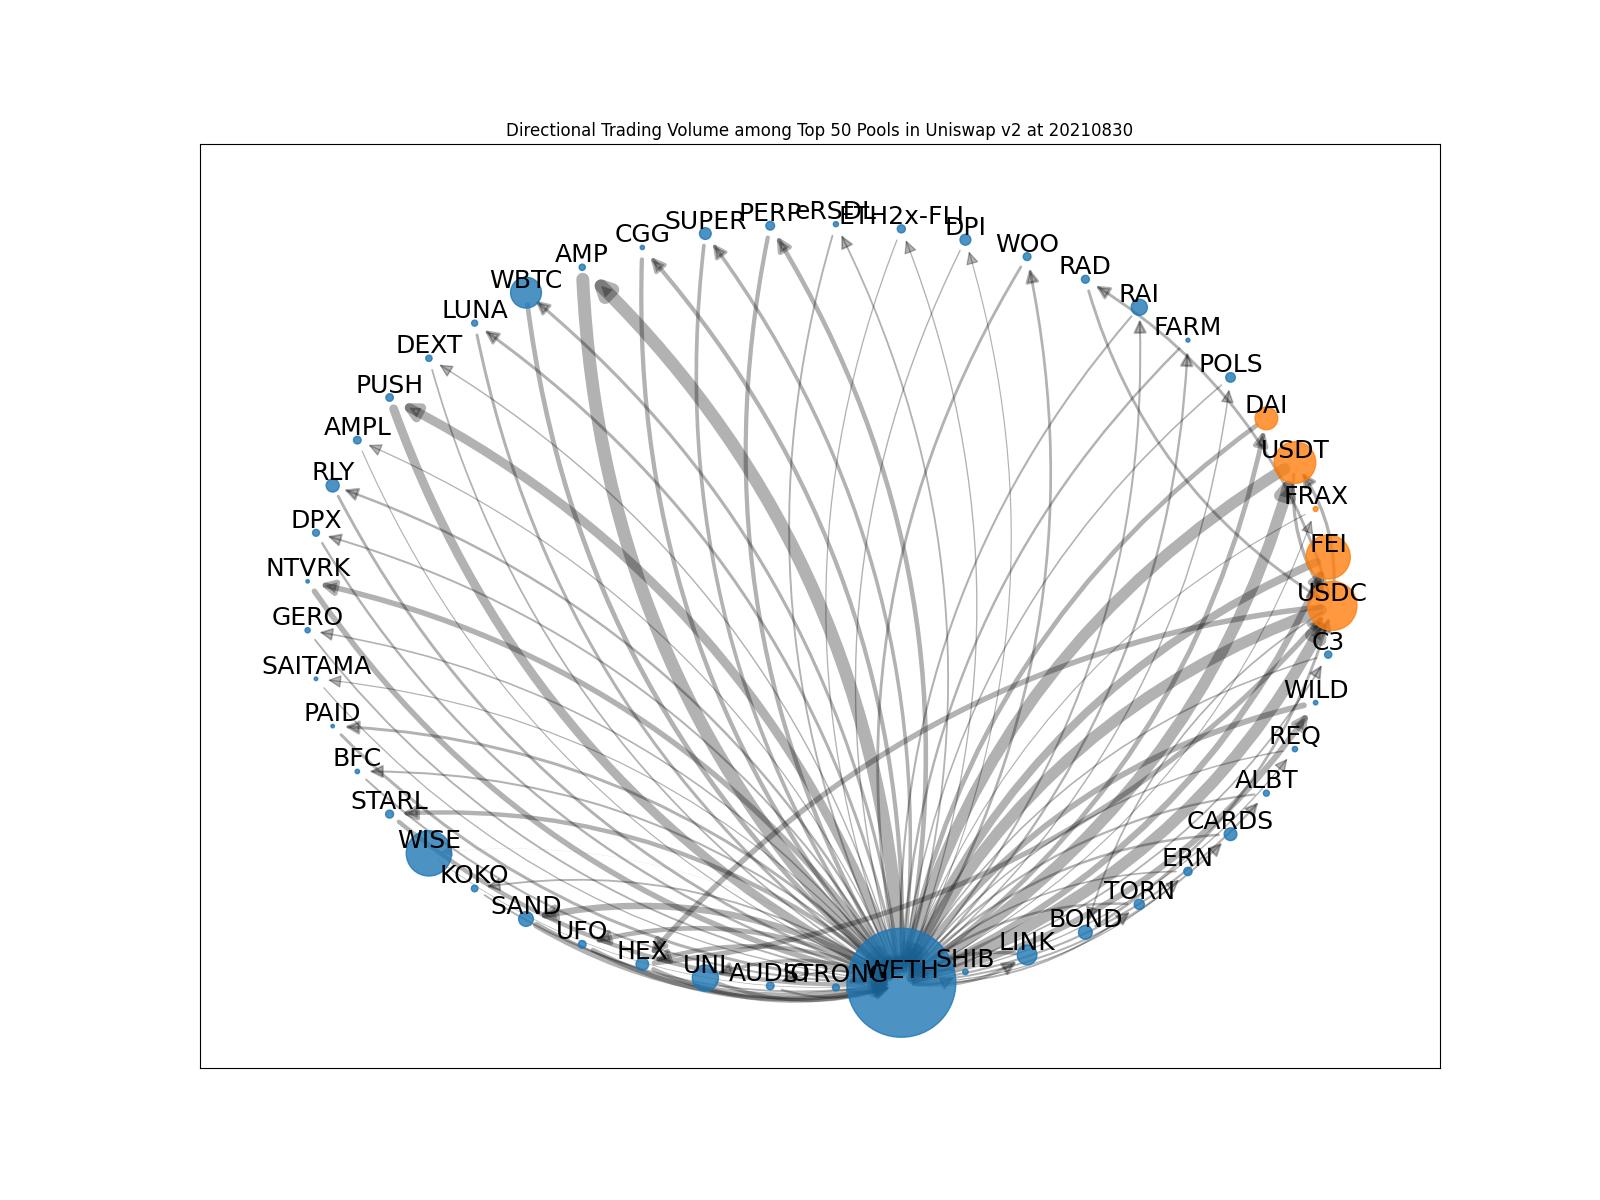 Directional Trading Volume among Top 50 Pools in Uniswap v2 at 20210830
eRSDL
PERP
ETH2x-FLI
SUPER
DPI
CGG
WOO
AMP
RAD
WBTC
RAI
LUNA
FARM
DEXT
POLS
PUSH
DAI
AMPL
USDT
RLY
FRAX
DPX
FEI
NTVRK
USDC
GERO
C3
SAITAMA
WILD
PAID
REQ
BFC
ALBT
STARL
CARDS
WISE
ERN
KOKO
TORN
SAND
BOND
UFO
LINK
HEX
SHIB
UNI
AUDIO
STRONG
WETH